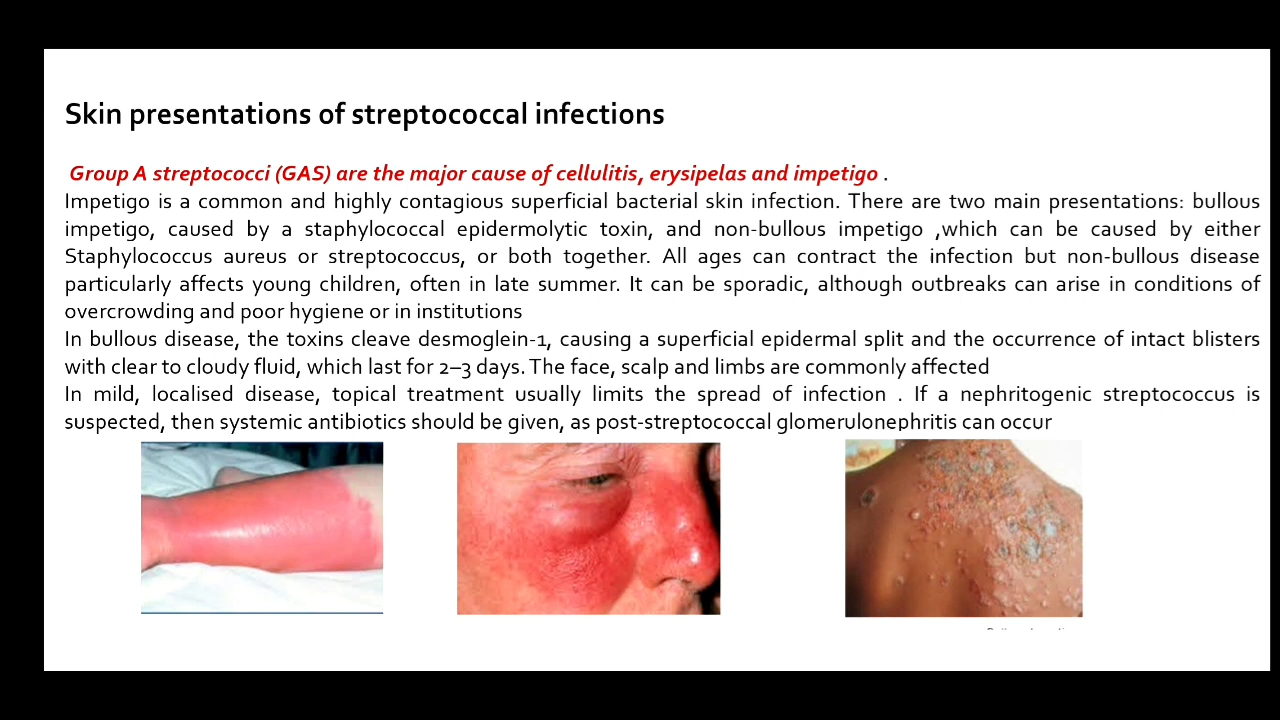 Skin presentations of streptococcal infections
Group A streptococci (GAS) are the major cause of cellulitis, erysipelas and impetigo .
Impetigo is a common and highly contagious superficial bacterial skin infection. There are two main presentations: bullous
impetigo, caused by a staphylococcal epidermolytic toxin, and non-bullous impetigo ,which can be caused by either
Staphylococcus aureus or streptococcus, or both together. All ages can contract the infection but non-bullous disease
particularly affects young children, often in late summer. It can be sporadic, although outbreaks can arise in conditions of
overcrowding and poor hygiene or in institutions
In bullous disease, the toxins cleave desmoglein-1, causing a superficial epidermal split and the occurrence of intact blisters
with clear to cloudy fluid, which last for 2–3 days. The face, scalp and limbs are commonly affected
In mild, localised disease, topical treatment usually limits the spread of infection . If a nephritogenic streptococcus is
suspected, then systemic antibiotics should be given, as post-streptococcal glomerulonephritis can occur